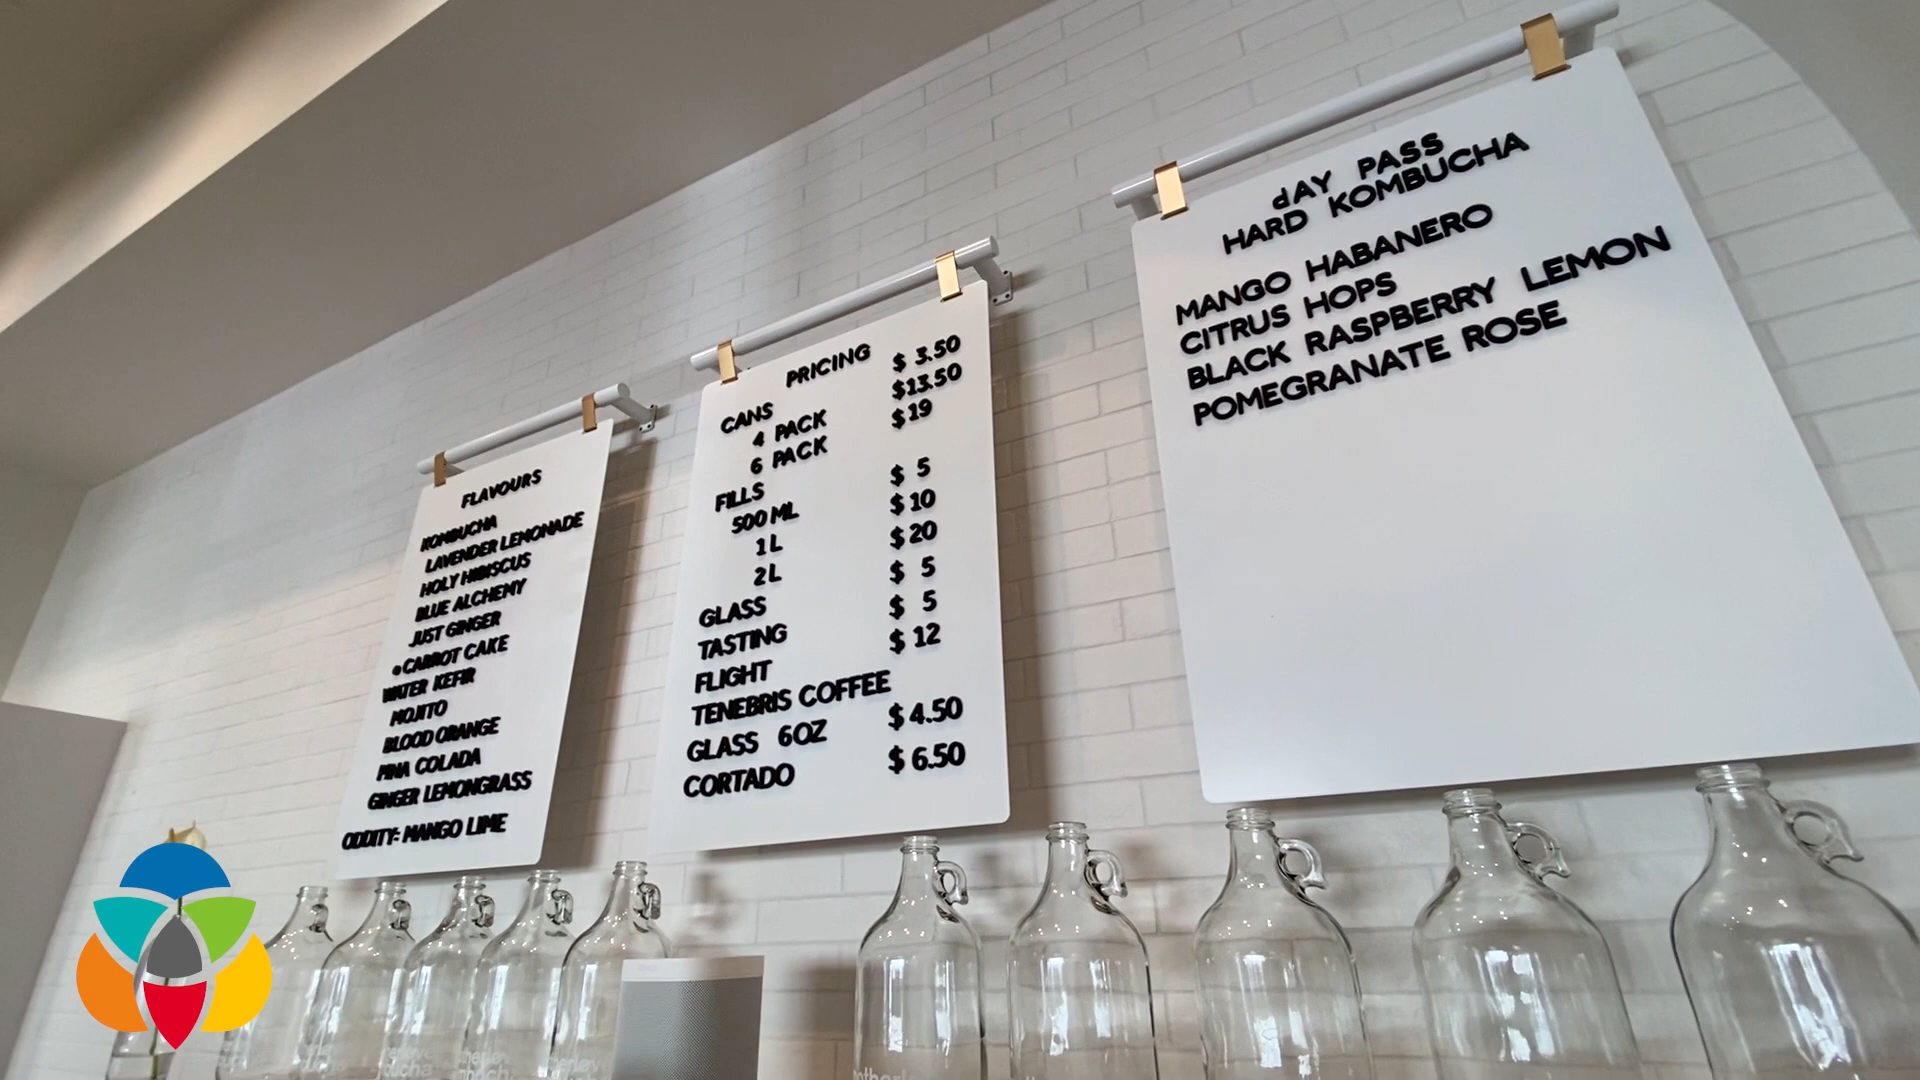 FLAVOURS
KOMBUCHA
LAVENDER LEMONADE
HOLY HIBISCUS
BLUE ALCHEMY
JUST GINGER
CARROT CAKE
WATER KEFIR
MOJITO
BLOOD ORANGE
PINA COLADA
GINGER LEMONGRASS
ODDITY: MANGO LIME
PRICING
CANS $ 3.50
4 PACK $13.50
6 PACK $19
FILLS
500 ML $ 5
1 L $10
2 L $20
GLASS $ 5
TASTING $ 5
FLIGHT $ 12
TENEBRIS COFFEE
GLASS 6OZ $ 4.50
CORTADO $ 6.50
dAY PASS
HARD KOMBUCHA
MANGO HABANERO
CITRUS HOPS
BLACK RASPBERRY LEMON
POMEGRANATE ROSE